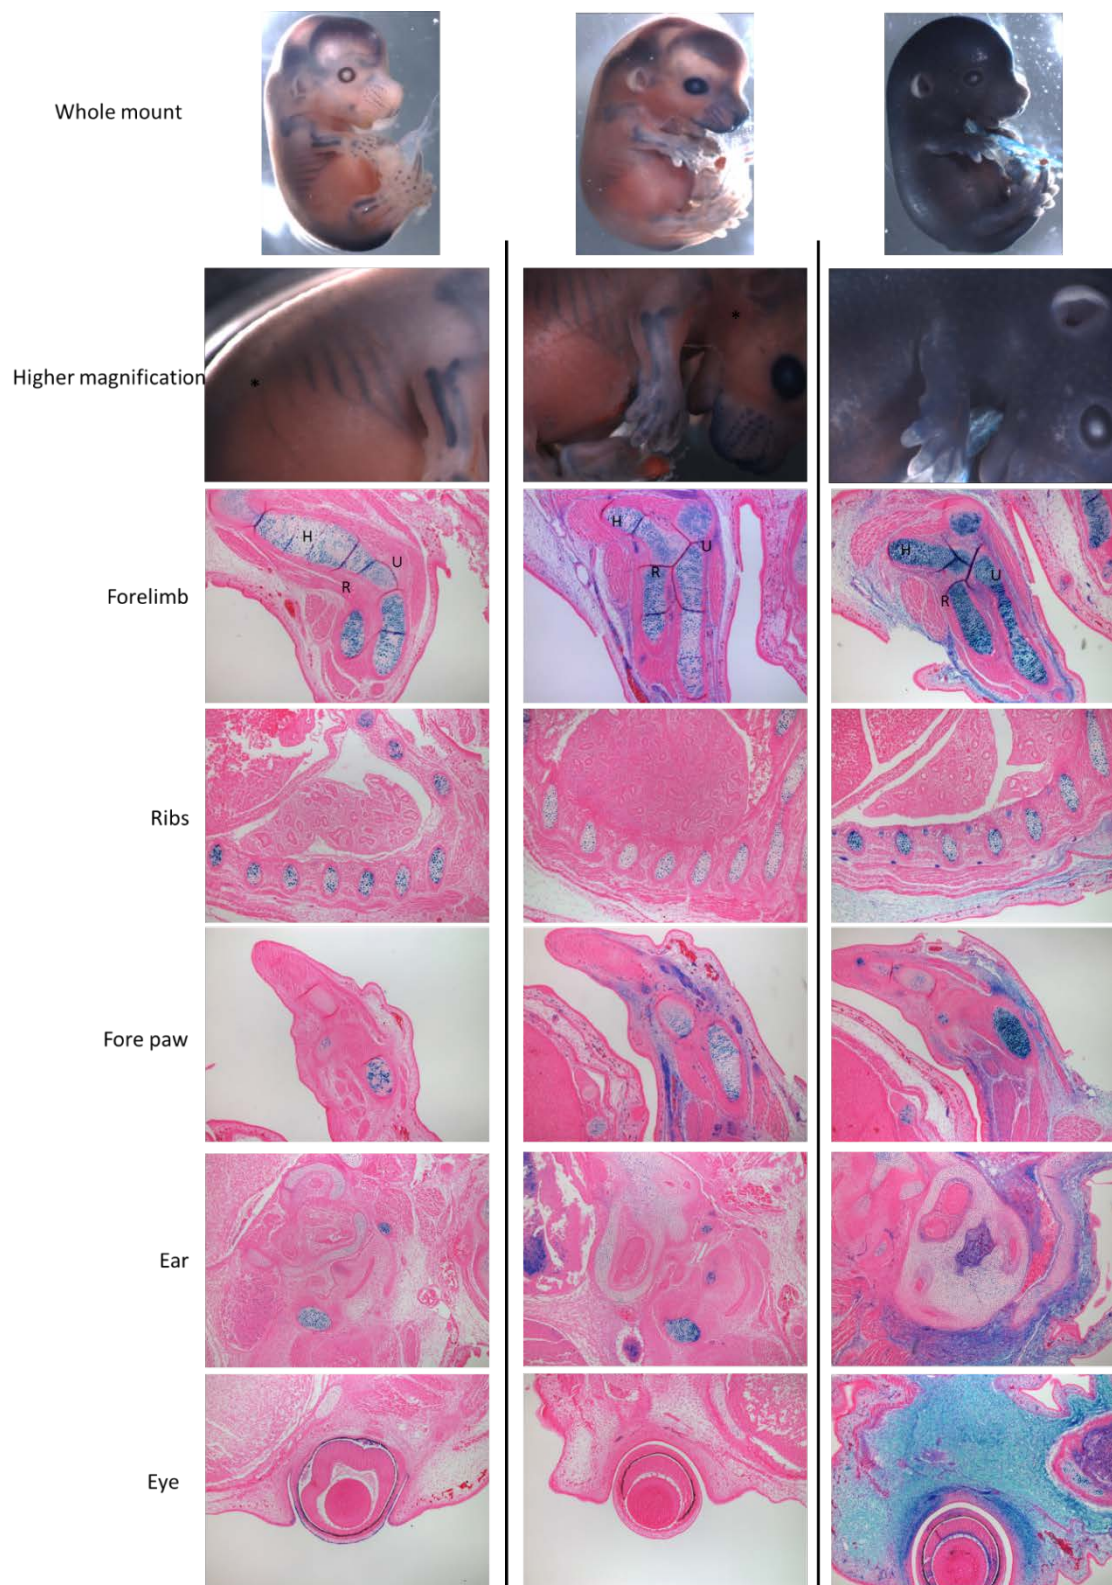 Whole mount
Higher magnification
*
*
Forelimb
H
U
R
H
U
R
H
U
R
Ribs
Fore paw
Ear
Eye